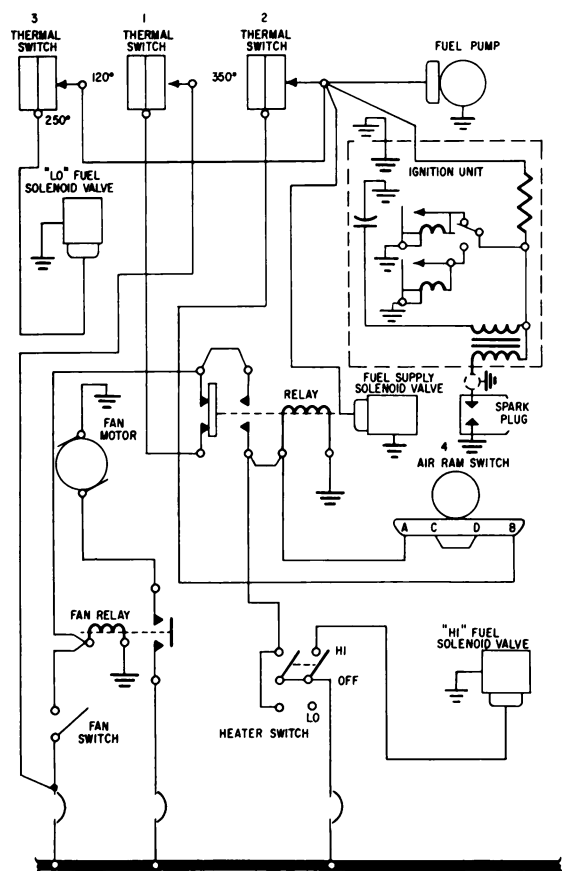 3
THERMAL
SWITCH
1
THERMAL
SWITCH
2
THERMAL
SWITCH
FUEL PUMP
120°
350°
250°
IGNITION UNIT
"LO" FUEL
SOLENOID VALVE
RELAY
FUEL SUPPLY
SOLENOID VALVE
SPARK
PLUG
FAN
MOTOR
4
AIR RAM SWITCH
A C D B
FAN RELAY
HI
OFF
LO
HEATER SWITCH
"HI" FUEL
SOLENOID VALVE
FAN
SWITCH